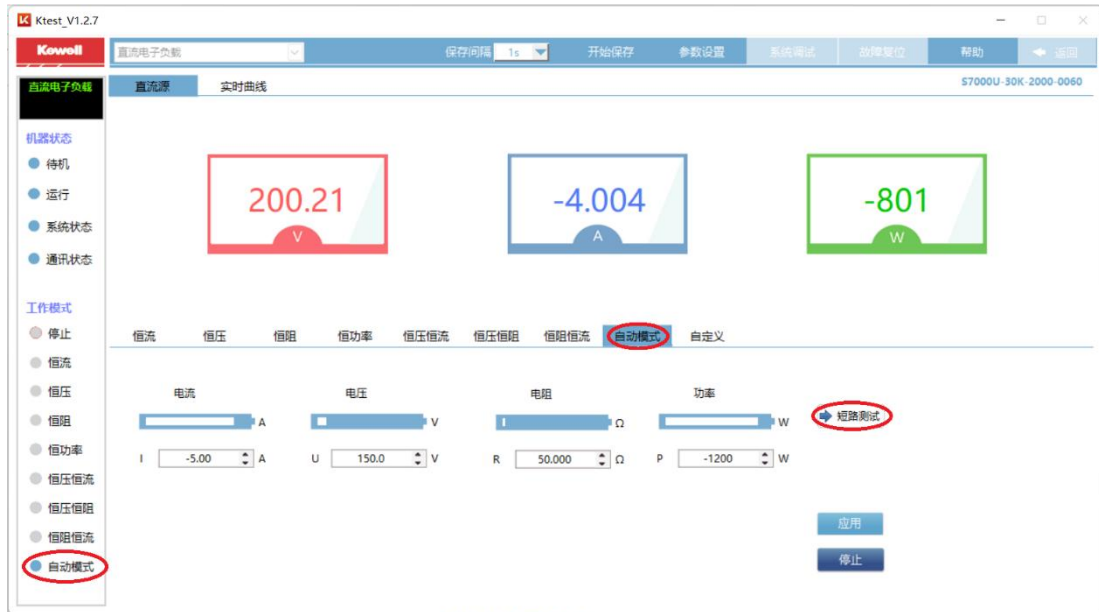 Ktest_V1.2.7
Kewell 直流电子负载 保存间隔 1s 开始保存 参数设置 系统调试 故障复位 帮助 返回
直流电子负载 直流源 实时曲线 S7000U-30K-2000-0060
机器状态
待机
运行
系统状态
通讯状态
200.21 -4.004 -801
V A W
工作模式
停止
恒流
恒压
恒阻
恒功率
恒压恒流
恒压恒阻
恒阻恒流
自动模式
恒流 恒压 恒阻 恒功率 恒压恒流 恒压恒阻 恒阻恒流 自动模式 自定义
电流 电压 电阻 功率
A V Ω W 短路测试
I -5.00 A U 150.0 V R 50.000 Ω P -1200 W
应用
停止